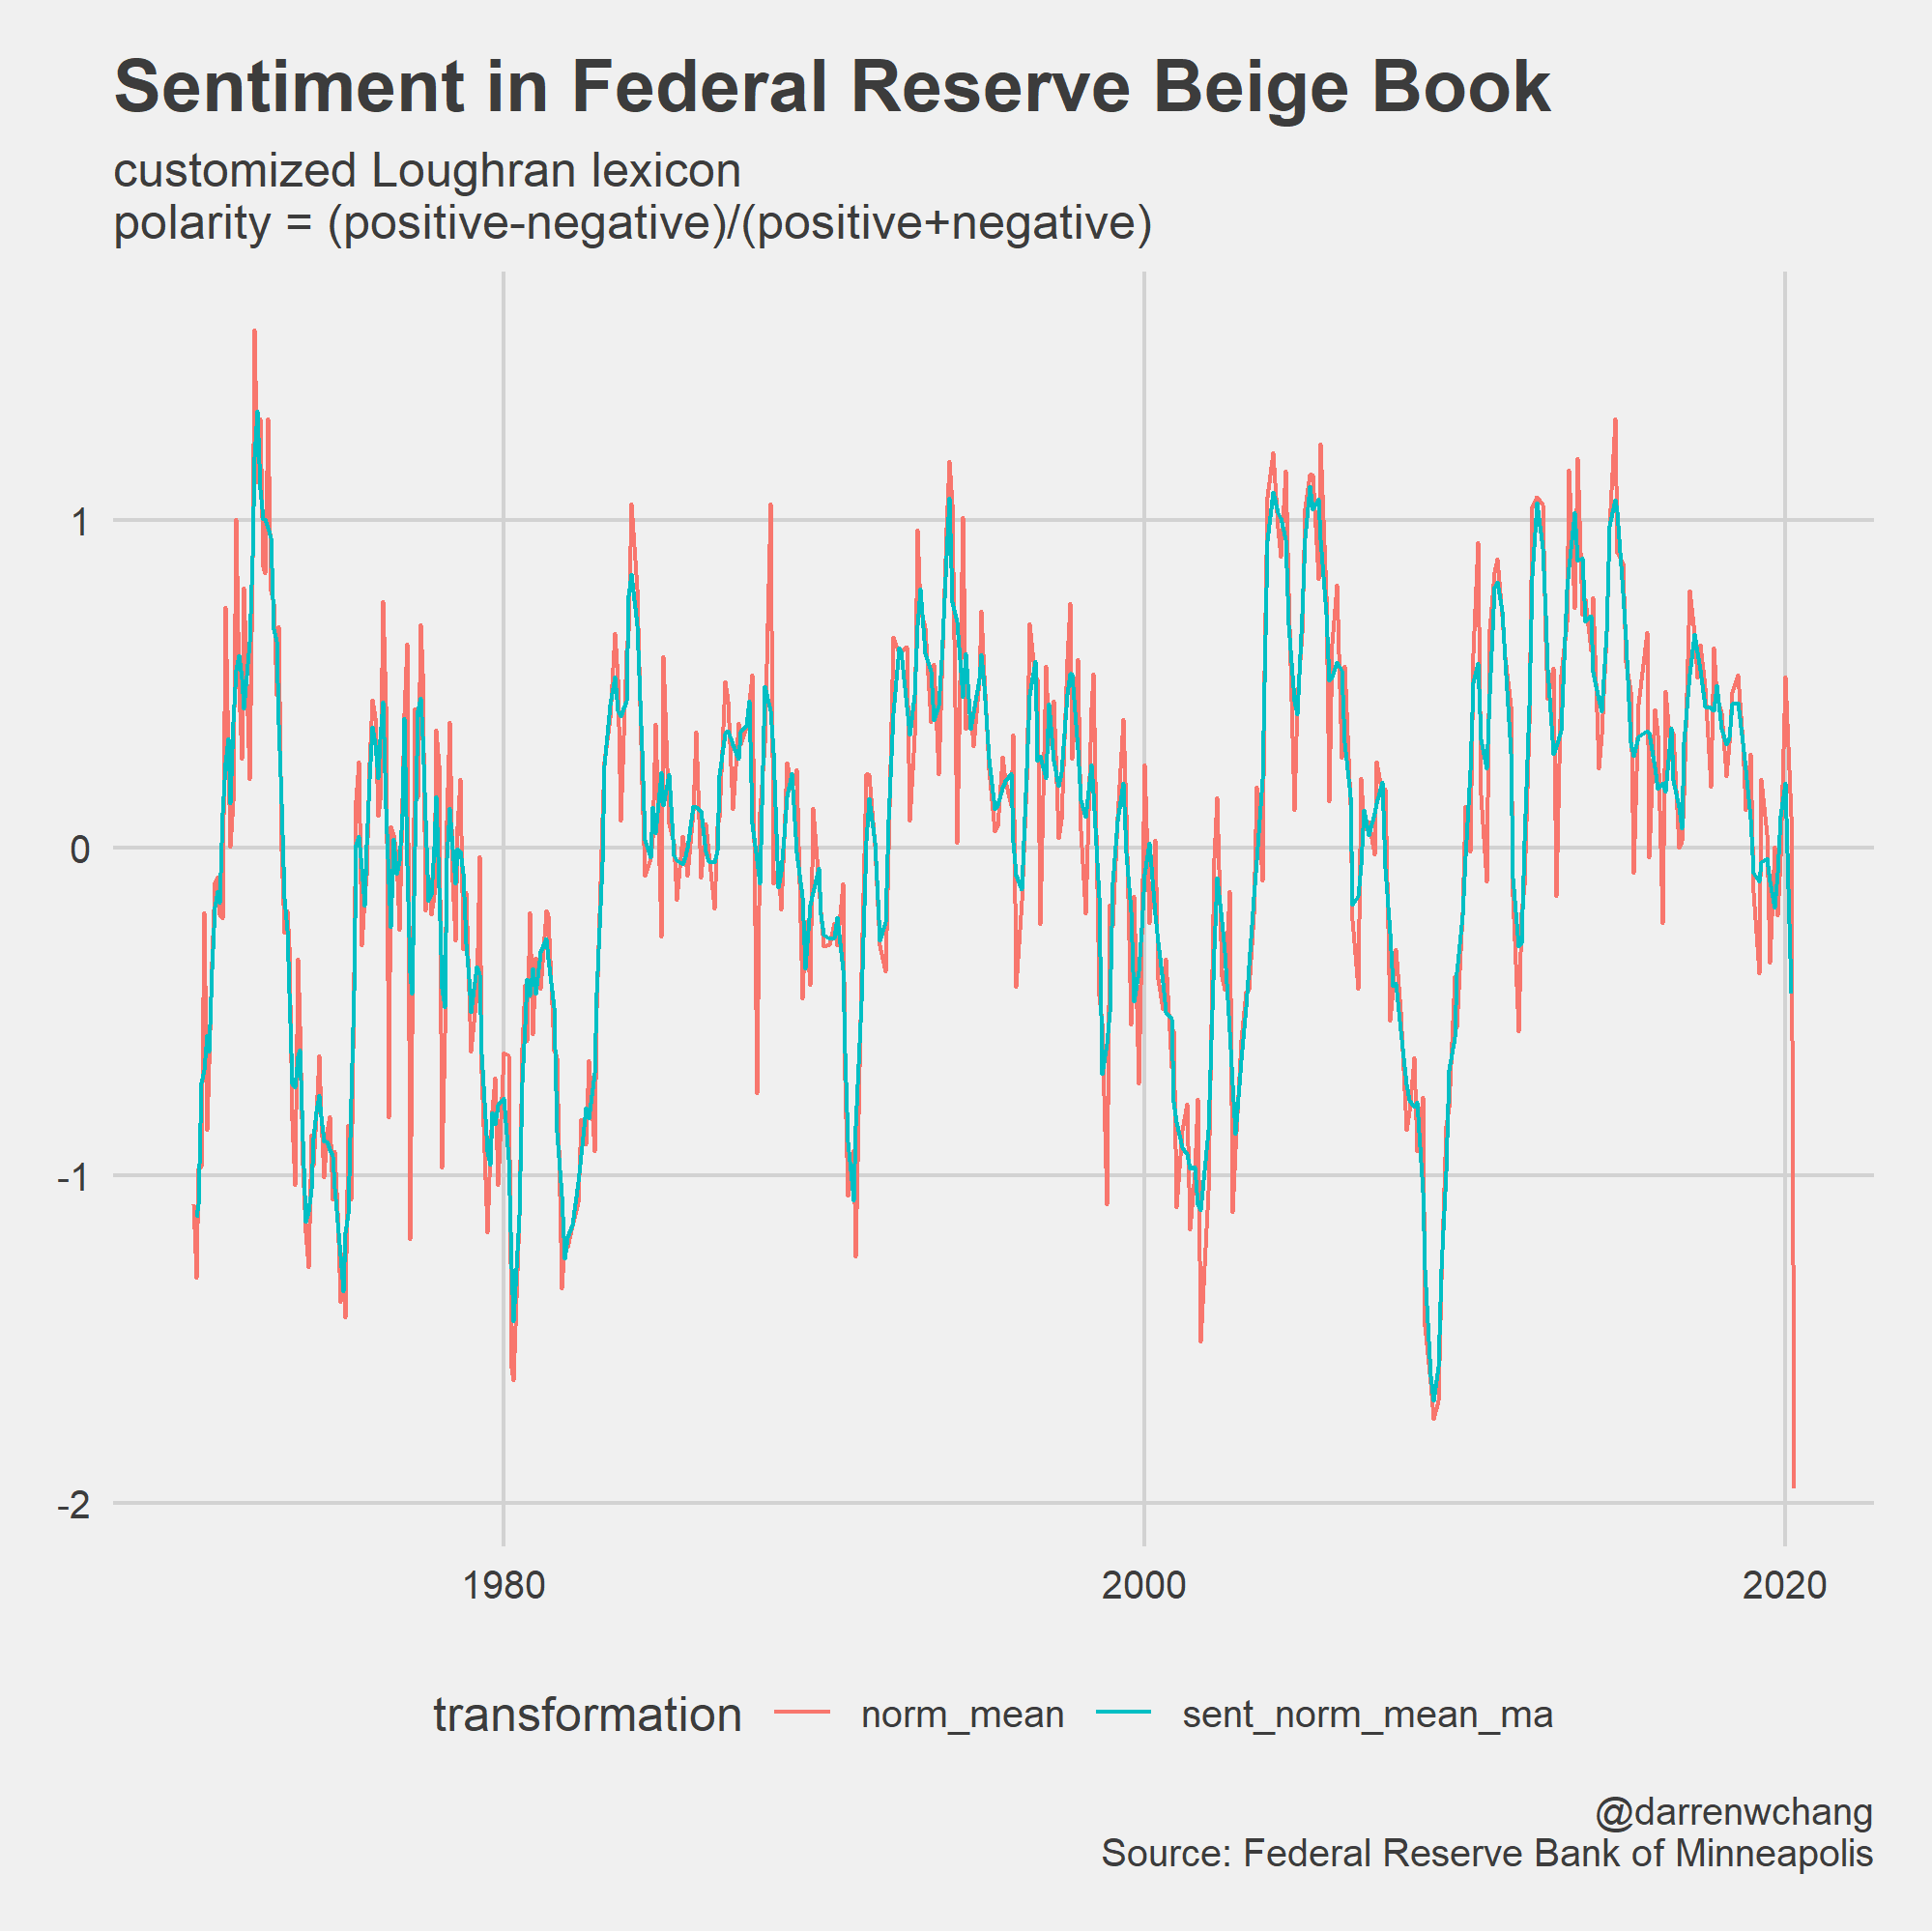 Sentiment in Federal Reserve Beige Book
customized Loughran lexicon
polarity = (positive-negative)/(positive+negative)
1
0
-1
-2
1980 2000 2020
transformation norm_mean sent_norm_mean_ma
@darrenwchang
Source: Federal Reserve Bank of Minneapolis